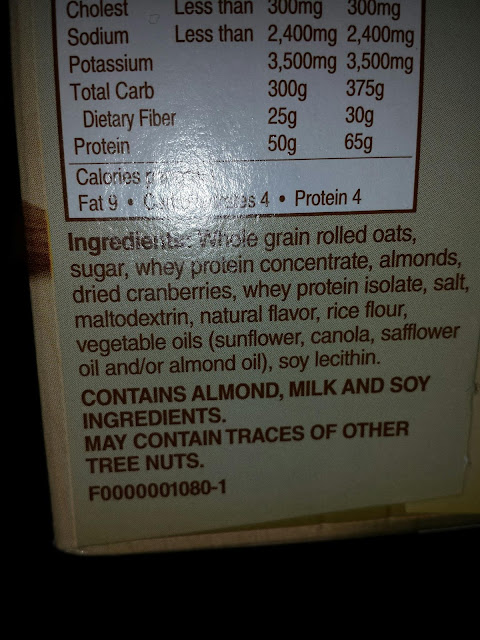 Cholest Less than 300mg 300mg
Sodium Less than 2,400mg 2,400mg
Potassium 3,500mg 3,500mg
Total Carb 300g 375g
Dietary Fiber 25g 30g
Protein 50g 65g
Calories
Fat 9 • 4 • Protein 4
Ingredients: Whole grain rolled oats,
sugar, whey protein concentrate, almonds,
dried cranberries, whey protein isolate, salt,
maltodextrin, natural flavor, rice flour,
vegetable oils (sunflower, canola, safflower
oil and/or almond oil), soy lecithin.
CONTAINS ALMOND, MILK AND SOY
INGREDIENTS.
MAY CONTAIN TRACES OF OTHER
TREE NUTS.
F0000001080-1